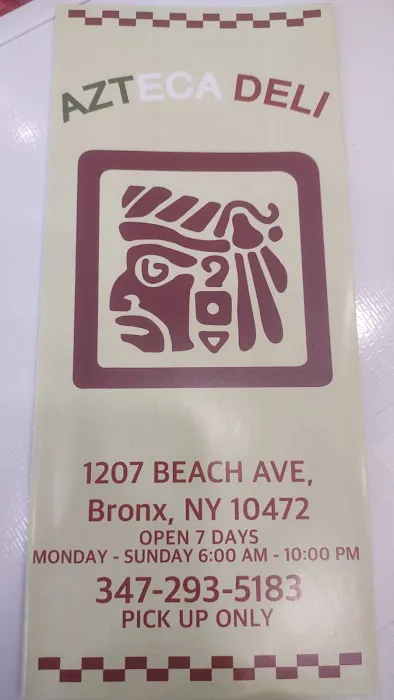 AZTECA DELI
1207 BEACH AVE,
Bronx, NY 10472
OPEN 7 DAYS
MONDAY - SUNDAY 6:00 AM - 10:00 PM
347-293-5183
PICK UP ONLY